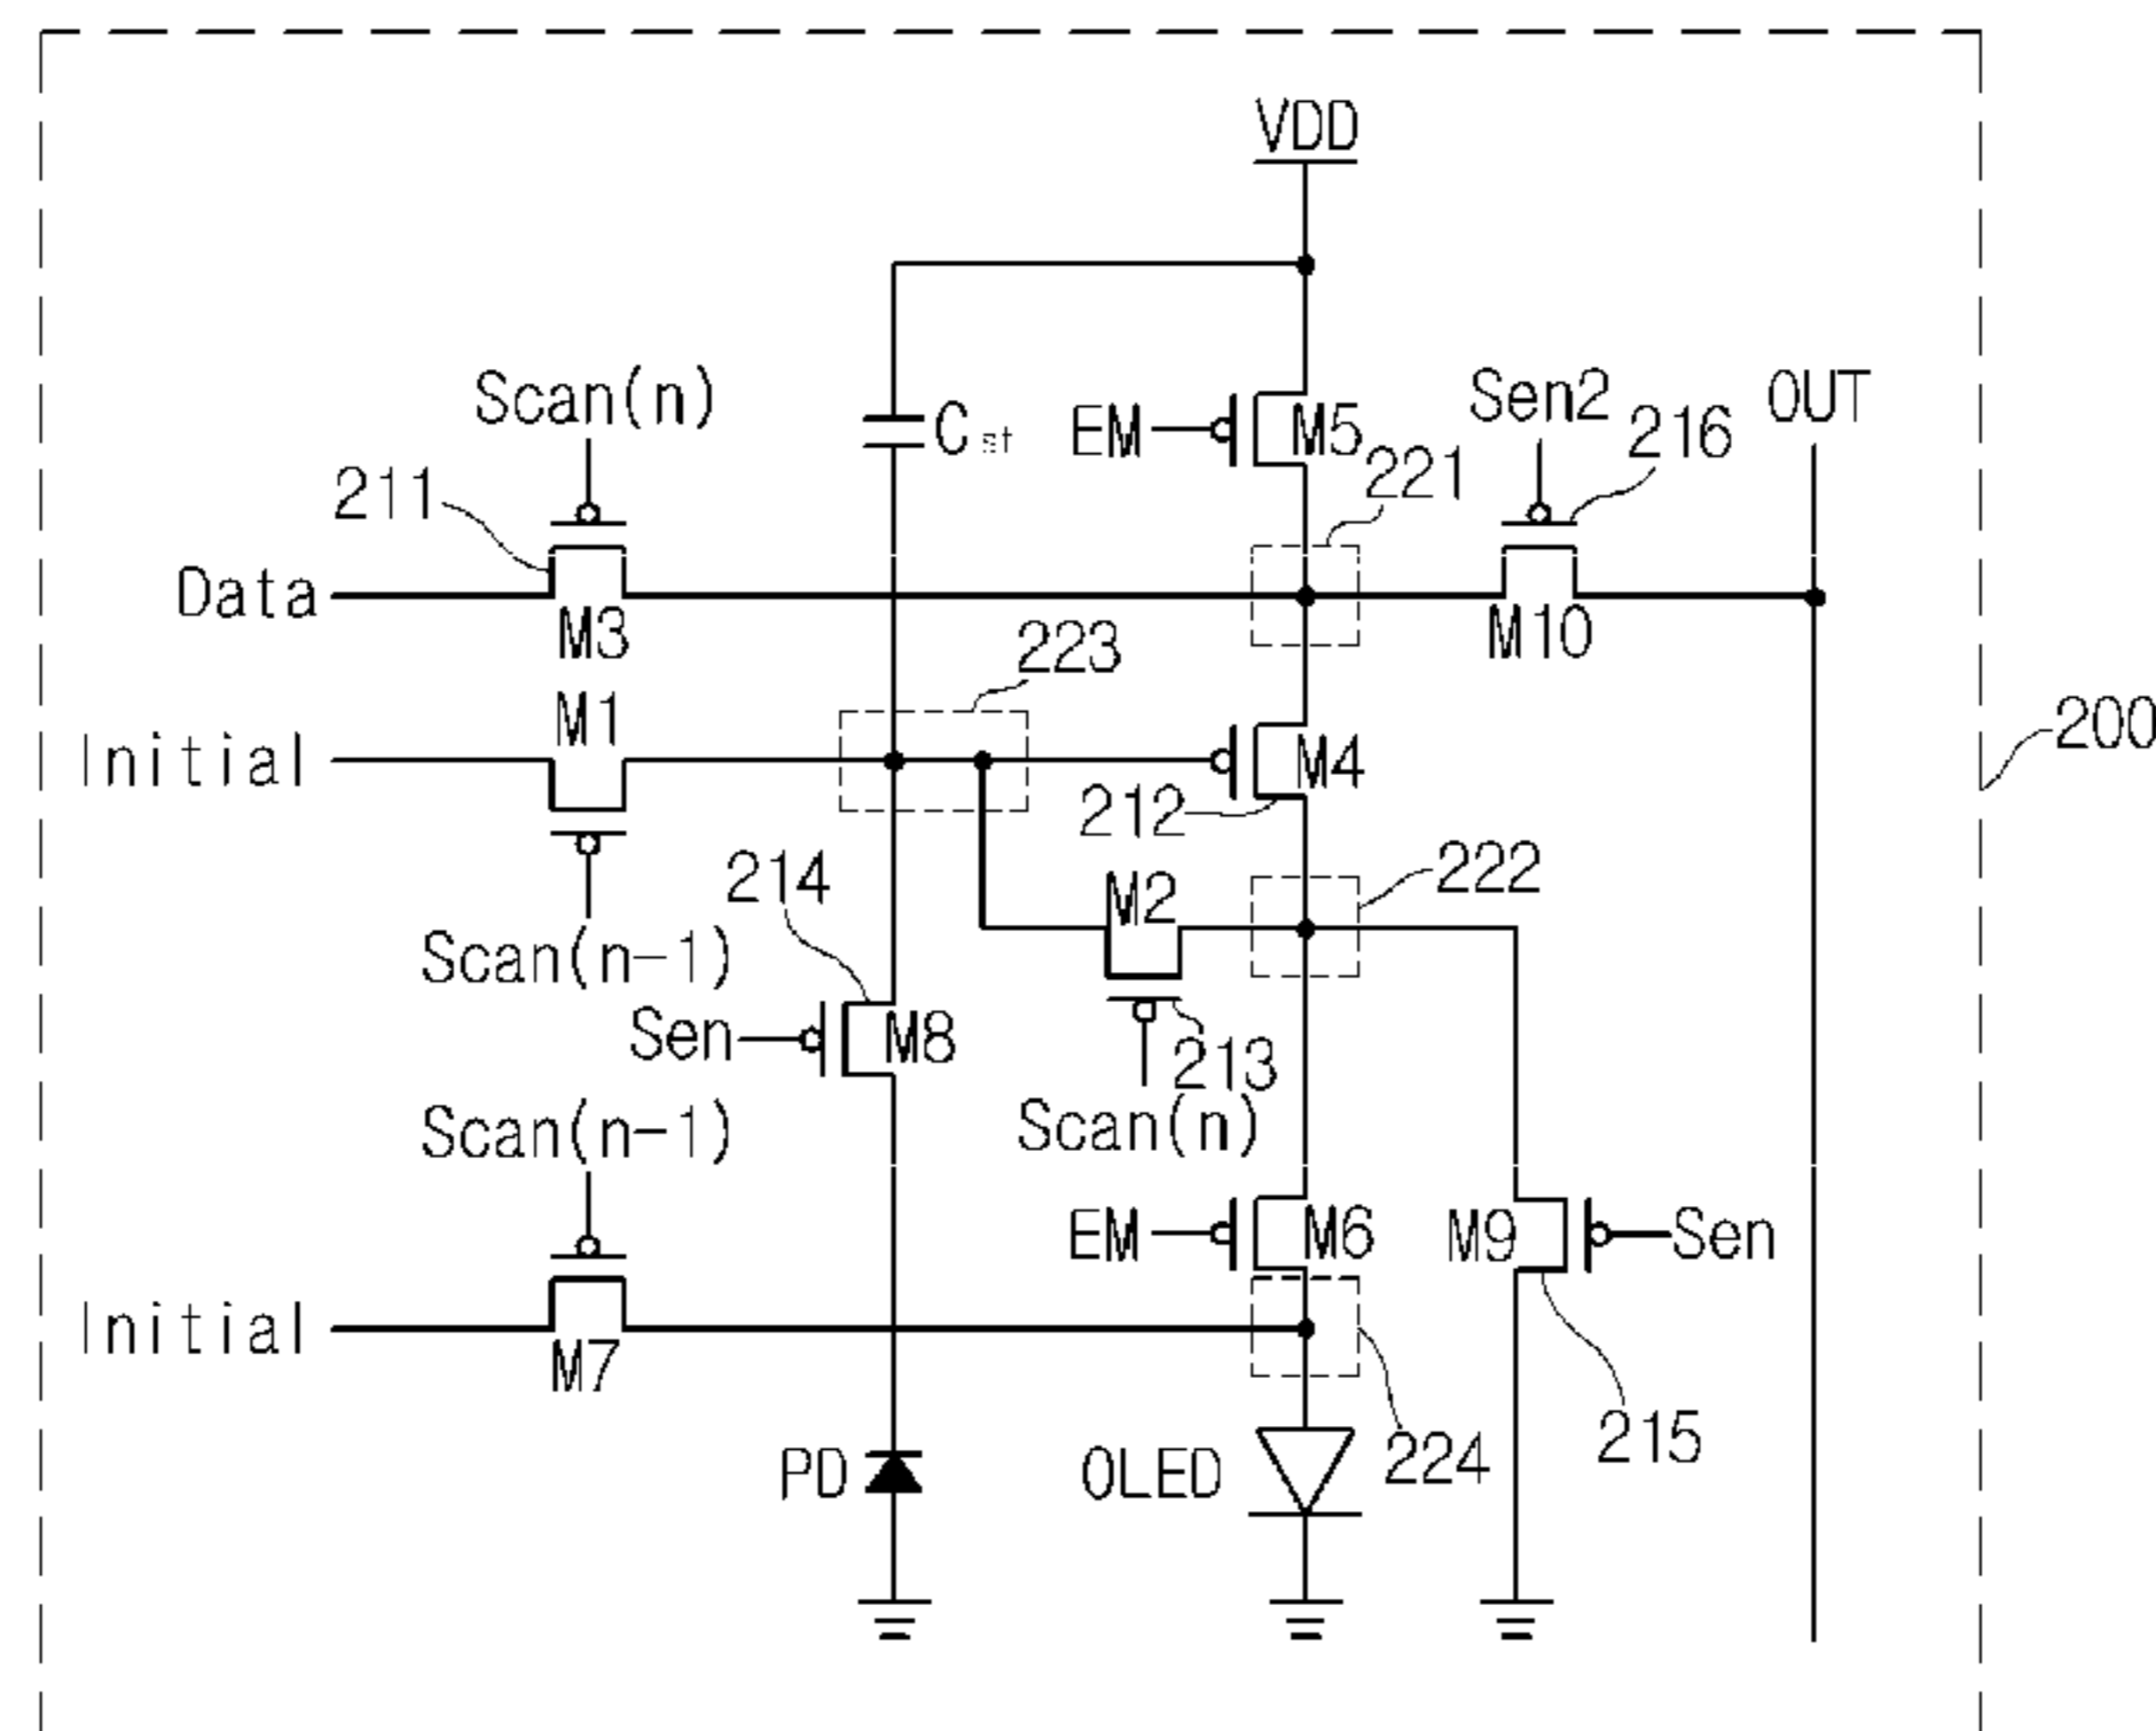 VDD
Scan(n)
Cst
EM
M5
Sen2
216
OUT
211
221
Data
M3
M10
223
M1
Initial
M4
200
212
214
M2
222
Scan(n-1)
Sen
M8
213
Scan(n-1)
Scan(n)
EM
M6
M9
Sen
Initial
M7
PD
OLED
224
215